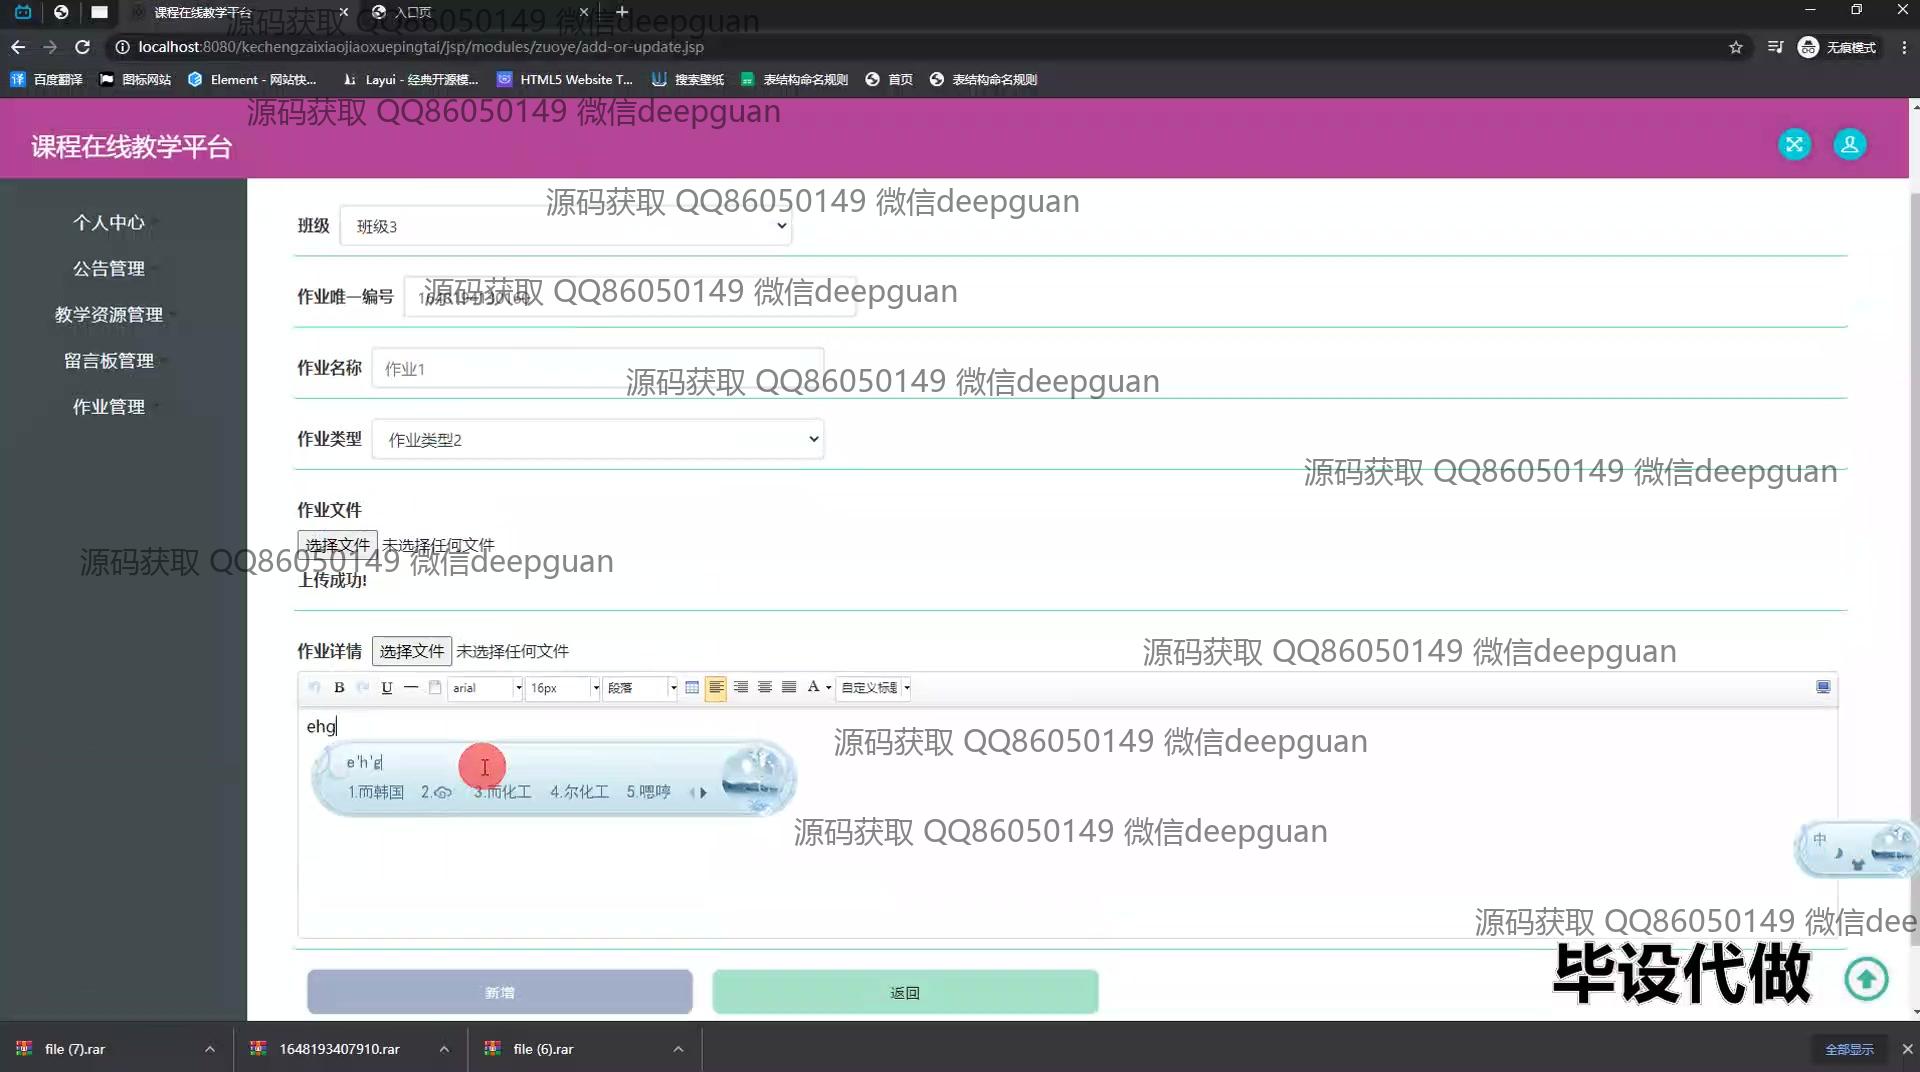 课程在线教学平台
入口页
localhost:8080/kechengzaixiaojiaoxuepingtai/jsp/modules/zuoye/add-or-update.jsp
无痕模式
百度翻译
图标网站
Element - 网站快...
Layui - 经典开源模...
HTML5 Website T...
搜索壁纸
表结构命名规则
首页
表结构命名规则
源码获取 QQ86050149 微信deepguan
源码获取 QQ86050149 微信deepguan
课程在线教学平台
个人中心
公告管理
教学资源管理
留言板管理
作业管理
源码获取 QQ86050149 微信deepguan
班级 班级3
作业唯一编号
源码获取 QQ86050149 微信deepguan
作业名称 作业1
源码获取 QQ86050149 微信deepguan
作业类型 作业类型2
源码获取 QQ86050149 微信deepguan
作业文件
选择文件 未选择任何文件
源码获取 QQ86050149 微信deepguan
上传成功!
作业详情 选择文件 未选择任何文件
源码获取 QQ86050149 微信deepguan
B U arial 16px 段落 A 自定义标题
ehg
源码获取 QQ86050149 微信deepguan
e'h'g
1.而韩国 2. 3.而化工 4.尔化工 5.嗯哼
源码获取 QQ86050149 微信deepguan
中
源码获取 QQ86050149 微信dee
毕设代做
新增
返回
file (7).rar
1648193407910.rar
file (6).rar
全部显示